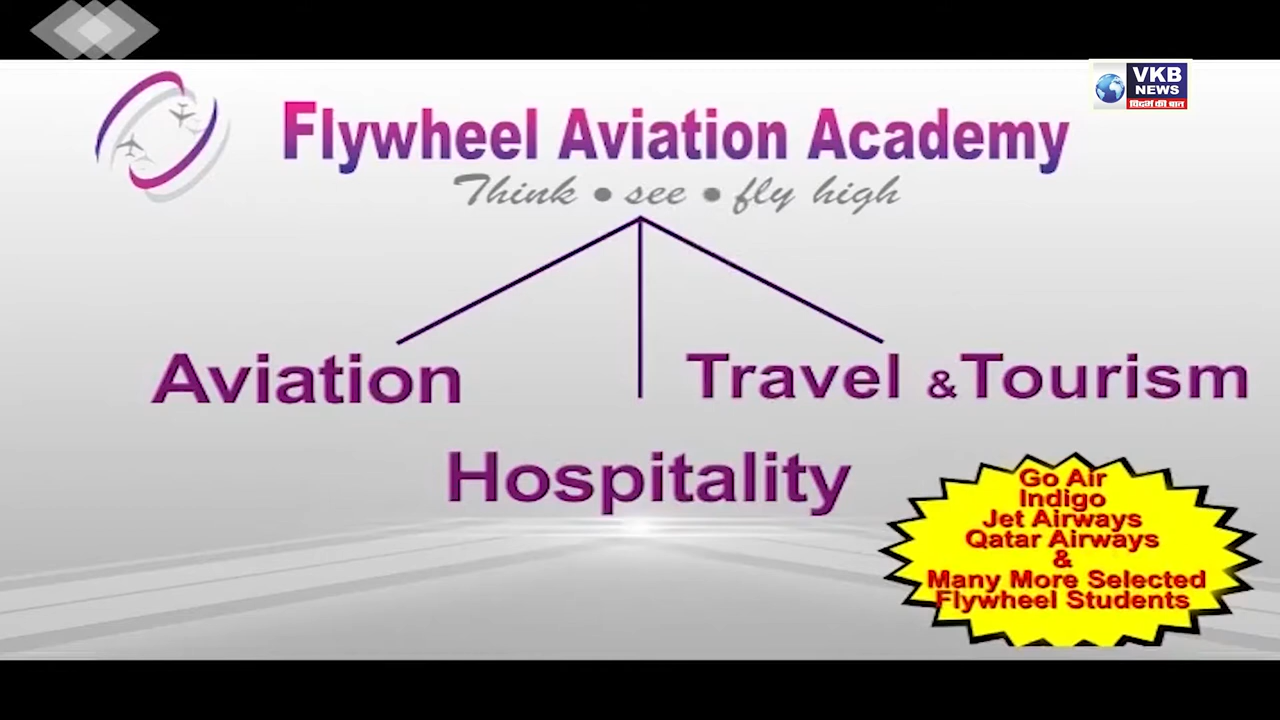 VKB
NEWS
विदर्भ की बात
Flywheel Aviation Academy
Think • see • fly high
Aviation
Travel & Tourism
Hospitality
Go Air
Indigo
Jet Airways
Qatar Airways
&
Many More Selected
Flywheel Students